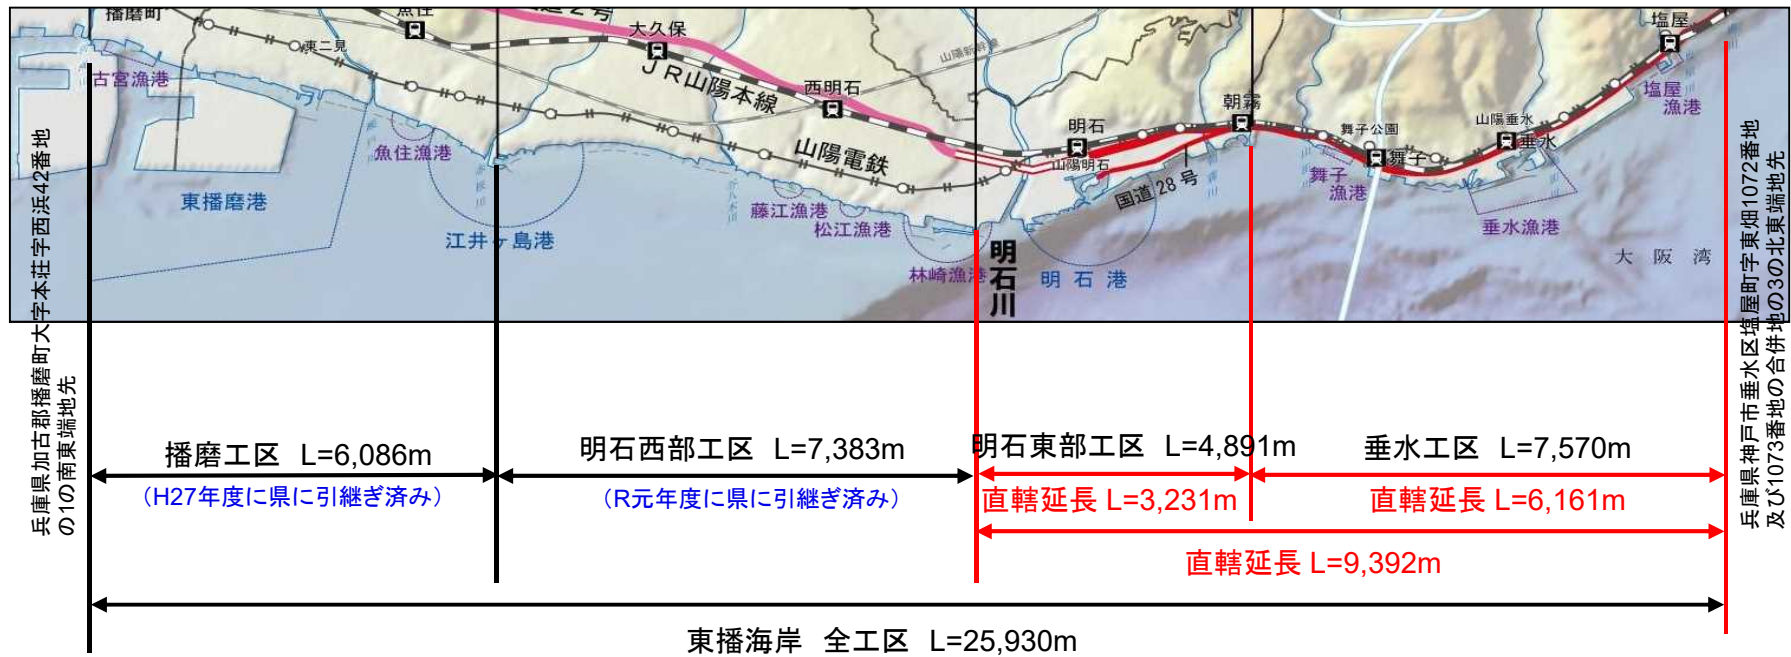 播磨町
東二見
魚住
大久保
JR山陽本線
西明石
山陽新幹線
明石
山陽明石
朝霧
舞子公園
舞子
山陽垂水
垂水
塩屋
塩屋
漁港
古宮漁港
魚住漁港
東播磨港
江井ヶ島港
山陽電鉄
藤江漁港
松江漁港
林崎漁港
明石川
明石港
国道28号
舞子
漁港
垂水漁港
大阪湾
兵庫県加古郡播磨町大字本荘字西浜42番地
の1の南東端地先
兵庫県神戸市垂水区塩屋町字東畑1072番地
及び1073番地の合併地の3の北東端地先
播磨工区 L=6,086m
(H27年度に県に引継ぎ済み)
明石西部工区 L=7,383m
(R元年度に県に引継ぎ済み)
明石東部工区 L=4,891m
直轄延長 L=3,231m
垂水工区 L=7,570m
直轄延長 L=6,161m
直轄延長 L=9,392m
東播海岸 全工区 L=25,930m